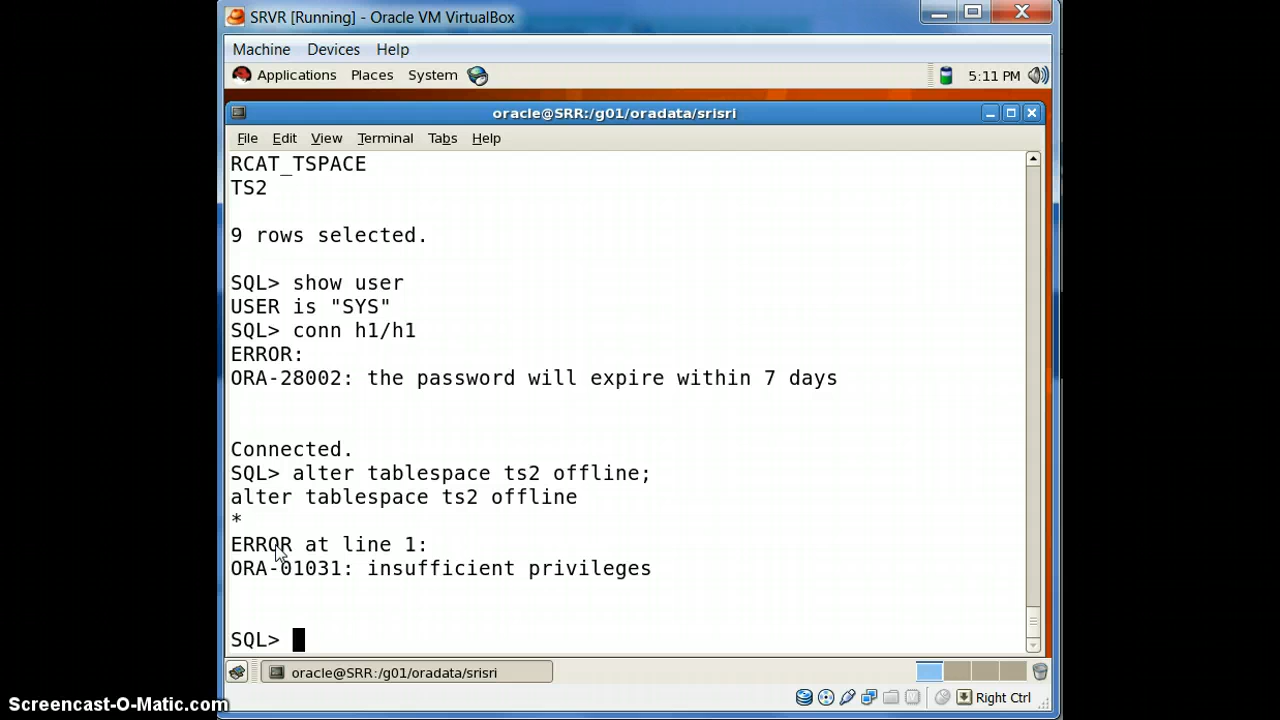 SRVR [Running] - Oracle VM VirtualBox
Machine Devices Help
Applications Places System 5:11 PM
oracle@SRR:/g01/oradata/srisri
File Edit View Terminal Tabs Help
RCAT_TSPACE
TS2
9 rows selected.
SQL> show user
USER is "SYS"
SQL> conn h1/h1
ERROR:
ORA-28002: the password will expire within 7 days
Connected.
SQL> alter tablespace ts2 offline;
alter tablespace ts2 offline
*
ERROR at line 1:
ORA-01031: insufficient privileges
SQL>
oracle@SRR:/g01/oradata/srisri
Right Ctrl
Screencast-O-Matic.com